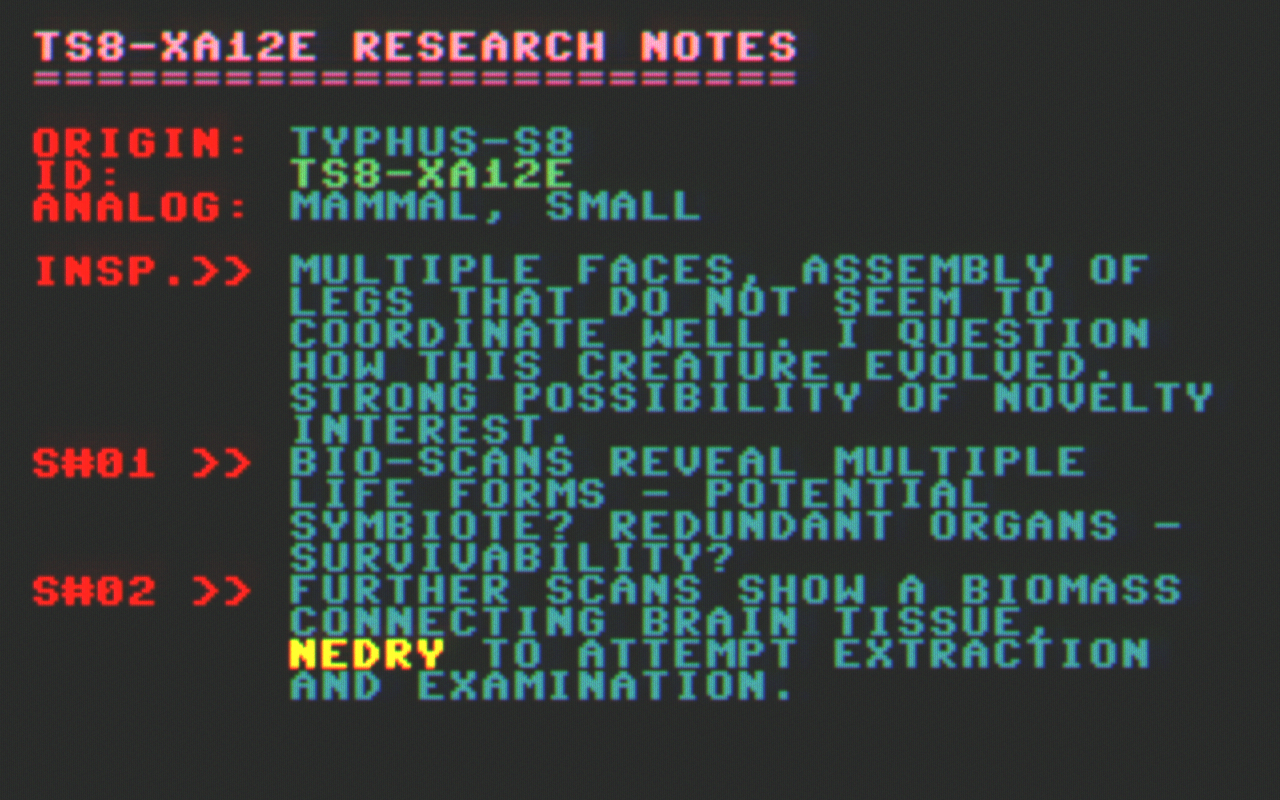 TS8-XA12E RESEARCH NOTES
========================
ORIGIN: TYPHUS-S8
ID: TS8-XA12E
ANALOG: MAMMAL, SMALL
INSP.>> MULTIPLE FACES, ASSEMBLY OF
LEGS THAT DO NOT SEEM TO
COORDINATE WELL. I QUESTION
HOW THIS CREATURE EVOLVED.
STRONG POSSIBILITY OF NOVELTY
INTEREST.
S#01 >> BIO-SCANS REVEAL MULTIPLE
LIFE FORMS - POTENTIAL
SYMBIOTE? REDUNDANT ORGANS -
SURVIVABILITY?
S#02 >> FURTHER SCANS SHOW A BIOMASS
CONNECTING BRAIN TISSUE,
NEDRY TO ATTEMPT EXTRACTION
AND EXAMINATION.